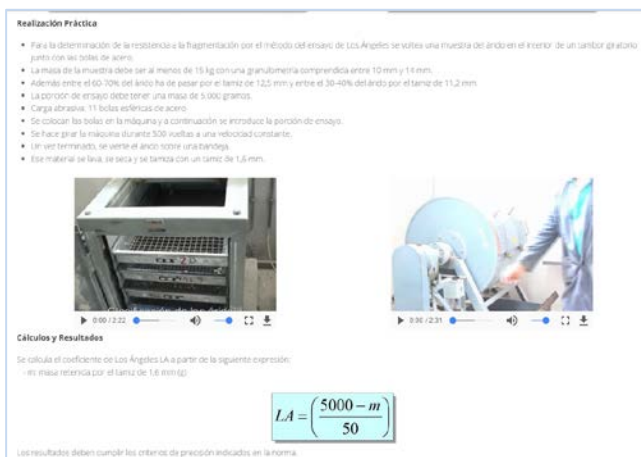 Realización Práctica
Para la determinación de la resistencia a la fragmentación por el método del ensayo de Los Ángeles se voltea una muestra del árido en el interior de un tambor giratorio
junto con las bolas de acero.
La masa de la muestra debe ser al menos de 15 kg con una granulometría comprendida entre 10 mm y 14 mm.
Además entre el 60-70% del árido ha de pasar por el tamiz de 12,5 mm y entre el 30-40% del árido por el tamiz de 11,2 mm.
La porción de ensayo debe tener una masa de 5.000 gramos.
Carga abrasiva: 11 bolas esféricas de acero
Se colocan las bolas en la máquina y a continuación se introduce la porción de ensayo.
Se hace girar la máquina durante 500 vueltas a una velocidad constante.
Un vez terminado, se vierte el árido sobre una bandeja.
Ese material se lava, se seca y se tamiza con un tamiz de 1,6 mm.
0:00 / 2:22
0:00 / 2:31
Cálculos y Resultados
Se calcula el coeficiente de Los Ángeles LA a partir de la siguiente expresión:
- m: masa retenida por el tamiz de 1,6 mm (g)
LA = ( 5000 − m / 50 )
Los resultados deben cumplir los criterios de precisión indicados en la norma.